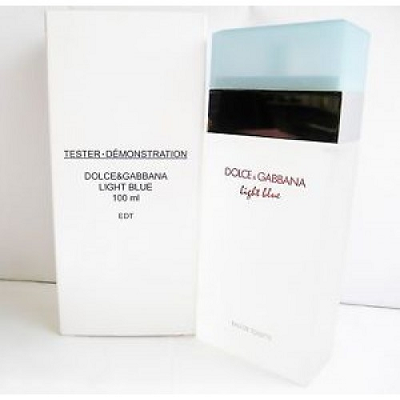 TESTER-DÉMONSTRATION
DOLCE&GABBANA
LIGHT BLUE
100 ml
EDT
DOLCE & GABBANA
light blue
EAU DE TOILETTE